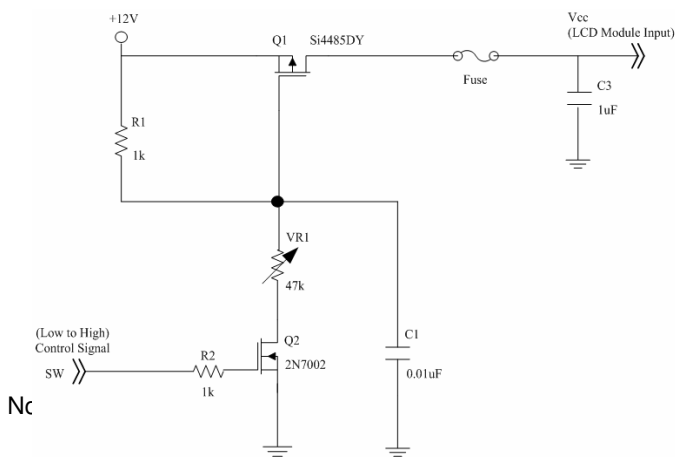 +12V
Q1
Si4485DY
Vcc
(LCD Module Input)
Fuse
C3
1uF
R1
1k
VR1
47k
(Low to High)
Control Signal
SW
R2
1k
Q2
2N7002
C1
0.01uF